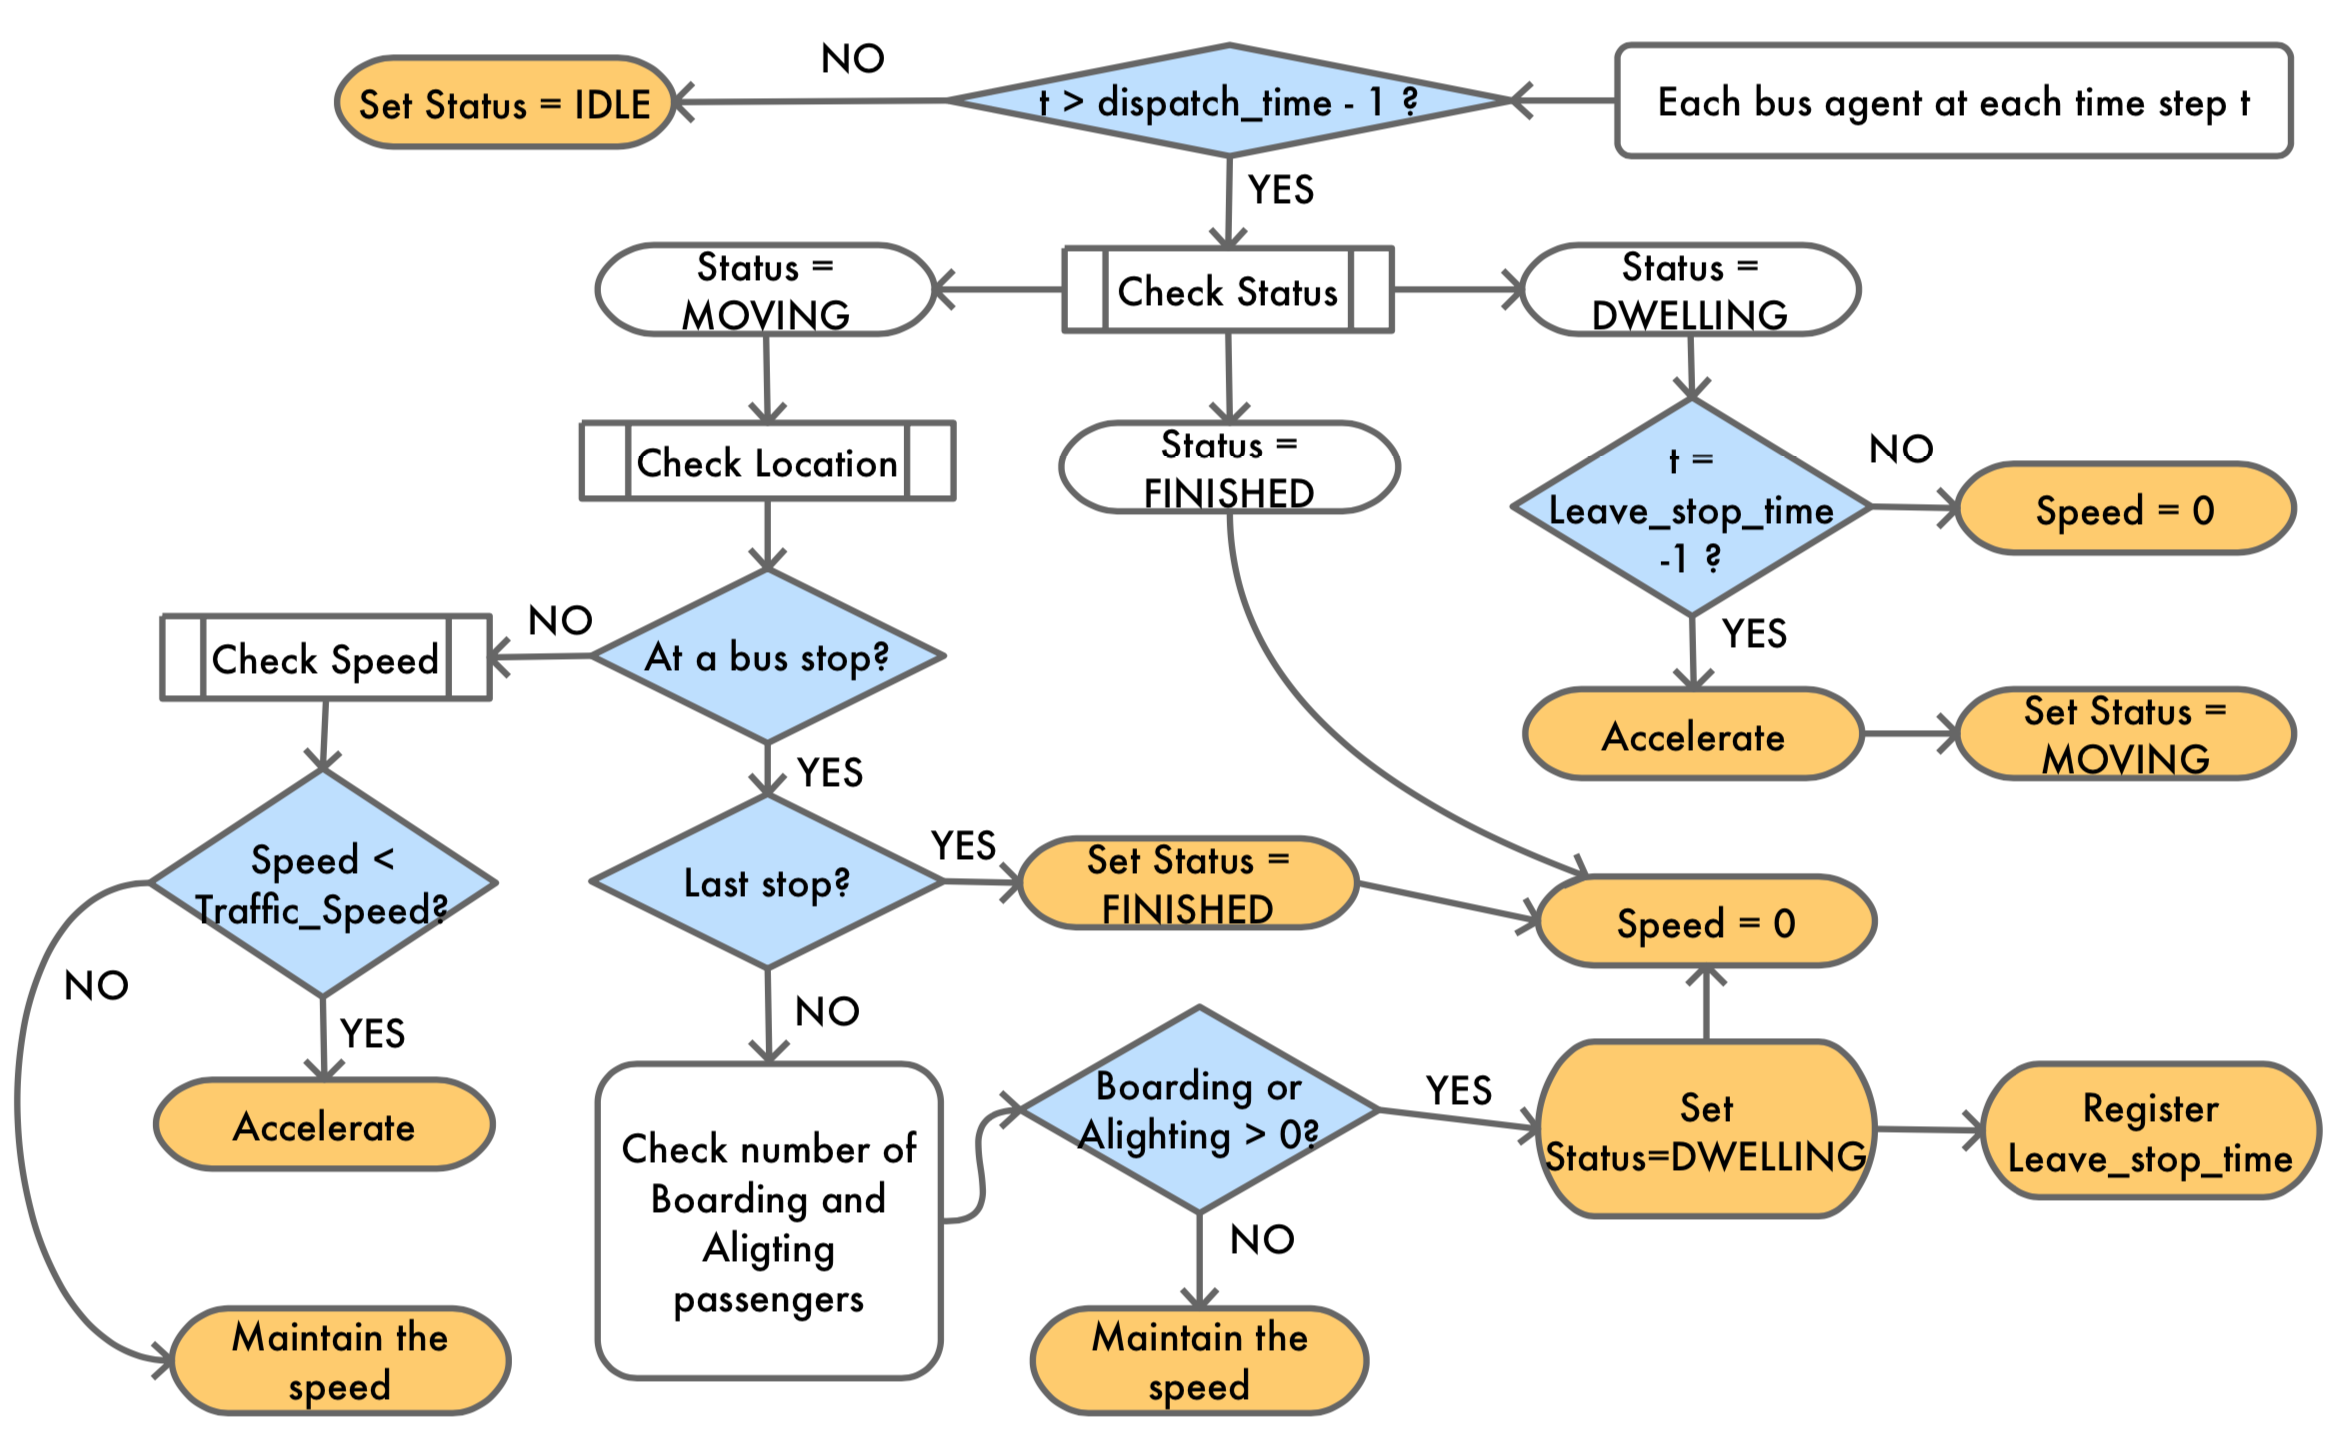 NO
Set Status = IDLE
t > dispatch_time - 1 ?
Each bus agent at each time step t
YES
Status =
MOVING
Check Status
Status =
DWELLING
Check Location
Status =
FINISHED
t =
Leave_stop_time
-1 ?
NO
Speed = 0
YES
Accelerate
Set Status =
MOVING
At a bus stop?
NO
Check Speed
YES
Speed <
Traffic_Speed?
NO
YES
Accelerate
Maintain the
speed
Last stop?
YES
Set Status =
FINISHED
Speed = 0
NO
Check number of
Boarding and
Aligting
passengers
Boarding or
Alighting > 0?
YES
Set
Status=DWELLING
Register
Leave_stop_time
NO
Maintain the
speed